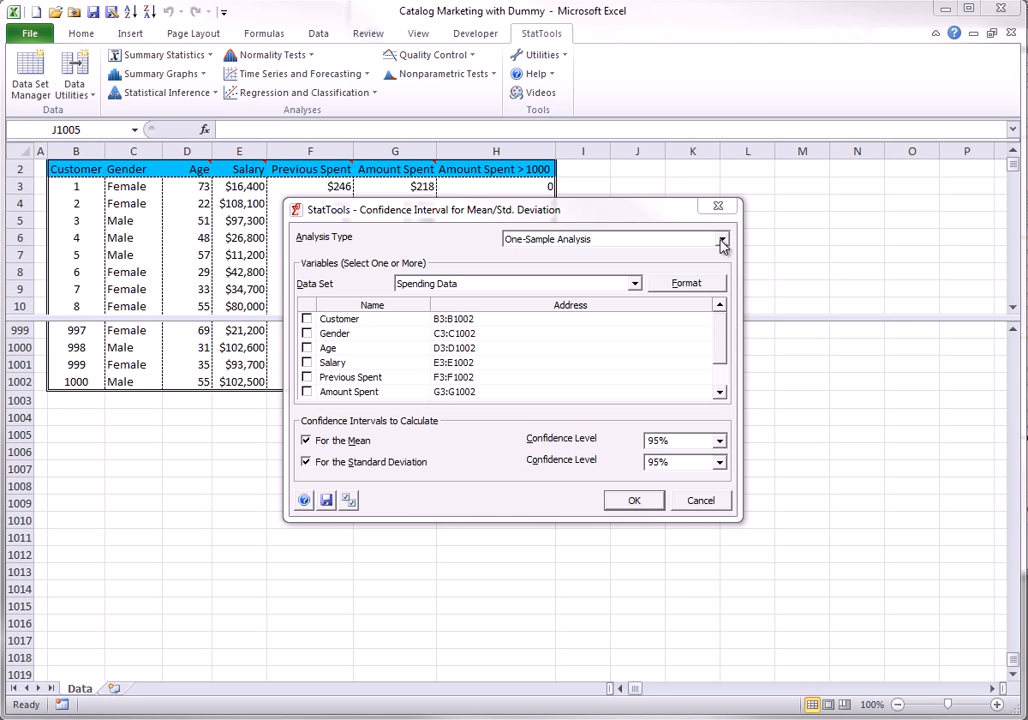 Catalog Marketing with Dummy - Microsoft Excel
File Home Insert Page Layout Formulas Data Review View Developer StatTools
Data Set Manager
Data Utilities
Data
Summary Statistics
Summary Graphs
Statistical Inference
Normality Tests
Time Series and Forecasting
Regression and Classification
Quality Control
Nonparametric Tests
Analyses
Utilities
Help
Videos
Tools
J1005 fx
A B C D E F G H I J K L M N O P
2 Customer Gender Age Salary Previous Spent Amount Spent Amount Spent > 1000
3 1 Female 73 $16,400 $246 $218 0
4 2 Female 22 $108,100
5 3 Male 51 $97,300
6 4 Male 48 $26,800
7 5 Male 57 $11,200
8 6 Female 29 $42,800
9 7 Female 33 $34,700
10 8 Female 55 $80,000
999 997 Female 69 $21,200
1000 998 Male 31 $102,600
1001 999 Female 35 $93,700
1002 1000 Male 55 $102,500
1003
1004
1005
1006
1007
1008
1009
1010
1011
1012
1013
1014
1015
1016
1017
1018
1019
StatTools - Confidence Interval for Mean/Std. Deviation
Analysis Type One-Sample Analysis
Variables (Select One or More)
Data Set Spending Data Format
Name Address
Customer B3:B1002
Gender C3:C1002
Age D3:D1002
Salary E3:E1002
Previous Spent F3:F1002
Amount Spent G3:G1002
Confidence Intervals to Calculate
For the Mean Confidence Level 95%
For the Standard Deviation Confidence Level 95%
OK Cancel
Data
Ready 100%